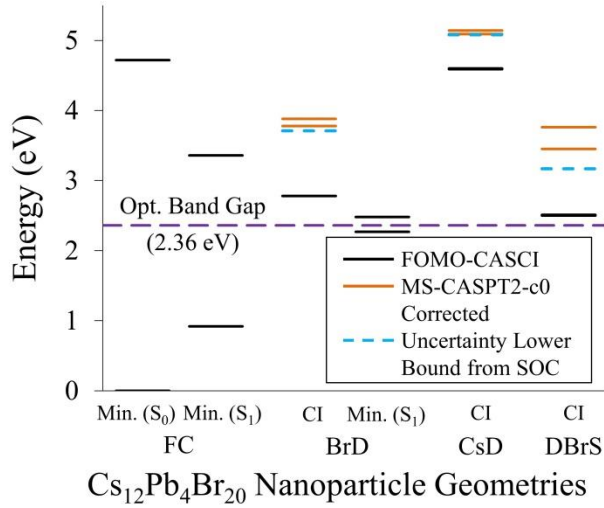 Energy (eV)
5
4
3
2
1
0
Opt. Band Gap
(2.36 eV)
FOMO-CASCI
MS-CASPT2-c0
Corrected
Uncertainty Lower
Bound from SOC
Min. (S₀) Min. (S₁) CI Min. (S₁) CI CI
FC BrD CsD DBrS
Cs₁₂Pb₄Br₂₀ Nanoparticle Geometries